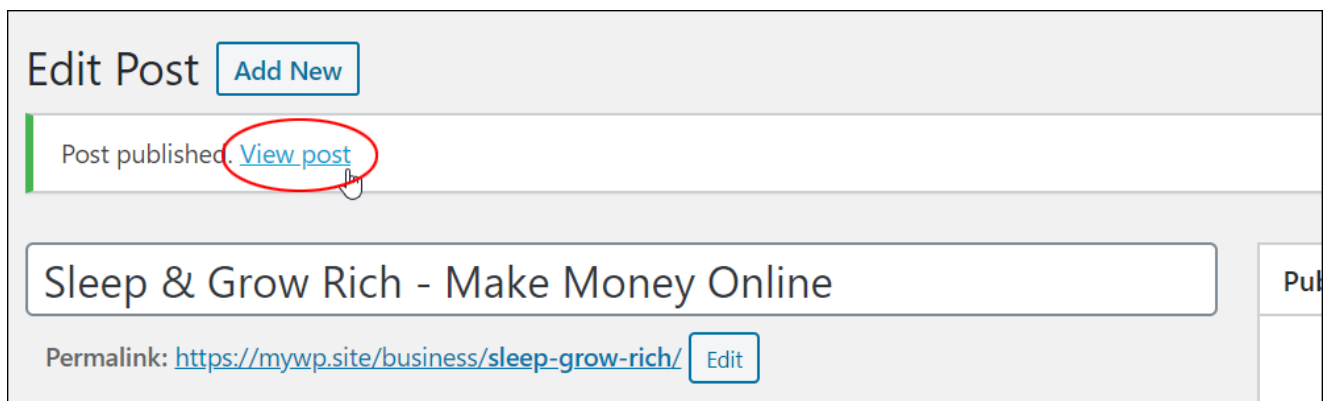 Edit Post Add New
Post published. View post
Sleep & Grow Rich - Make Money Online
Pub
Permalink: https://mywp.site/business/sleep-grow-rich/ Edit